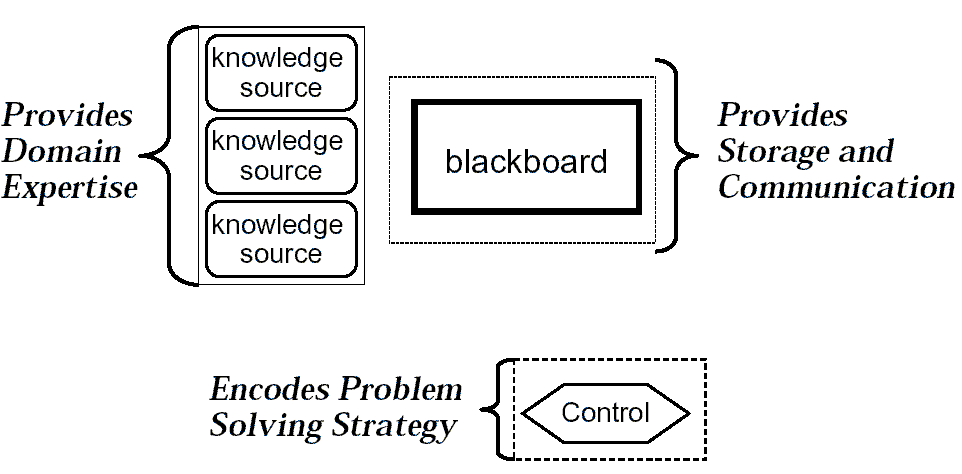 Provides
Domain
Expertise
knowledge
source
knowledge
source
knowledge
source
blackboard
Provides
Storage and
Communication
Encodes Problem
Solving Strategy
Control